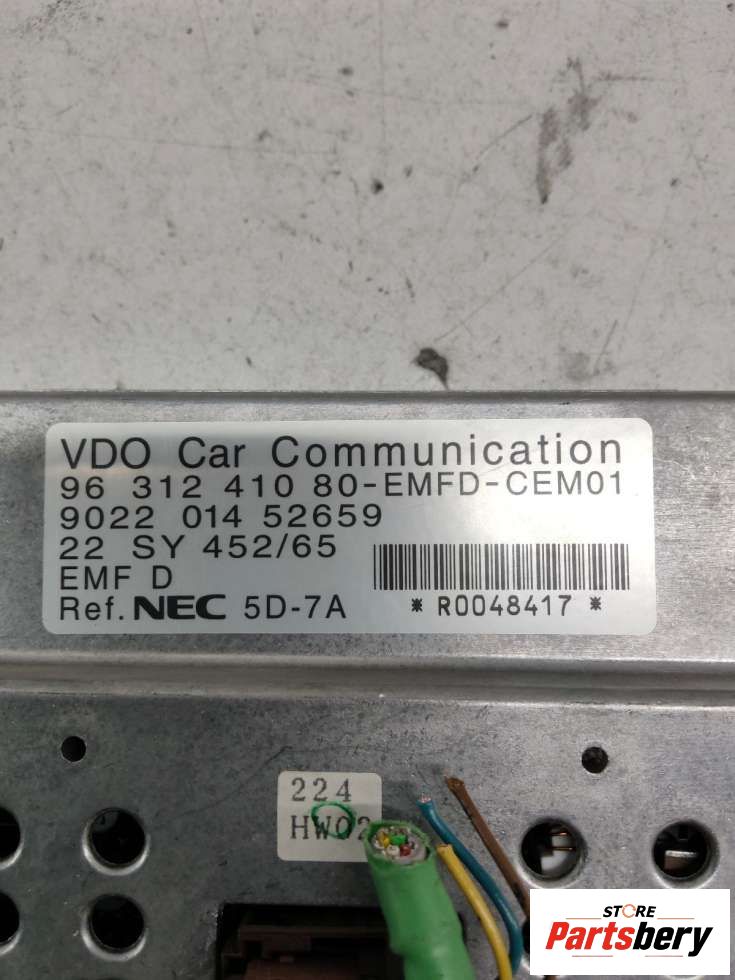 VDO Car Communication
96 312 410 80-EMFD-CEM01
9022 014 52659
22 SY 452/65
EMF D
Ref. NEC 5D-7A
* R0048417 *
224
HW02
STORE
Partsbery